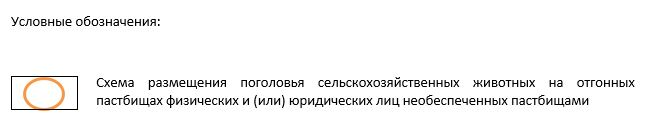 Условные обозначения:
Схема размещения поголовья сельскохозяйственных животных на отгонных
пастбищах физических и (или) юридических лиц необеспеченных пастбищами